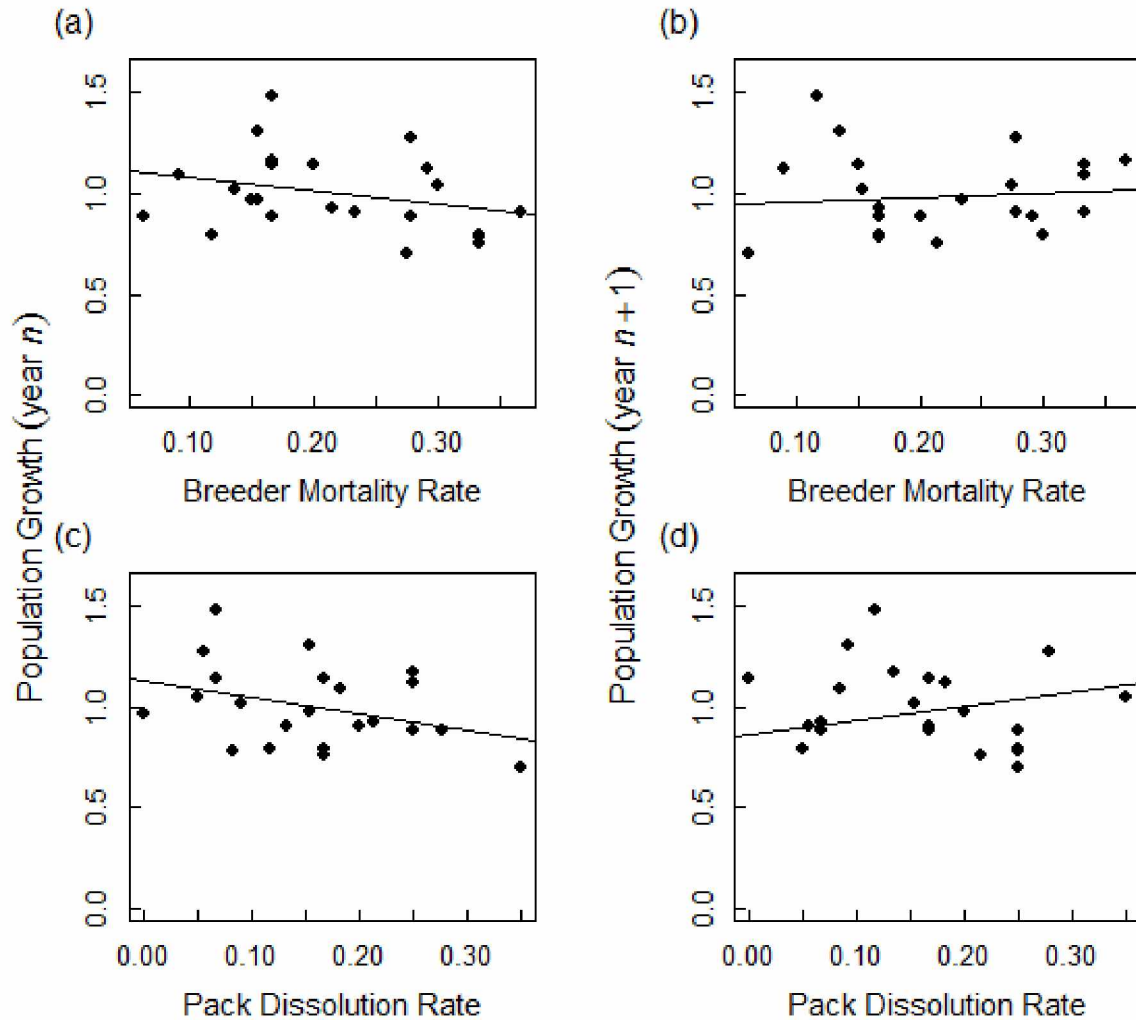 (a)
1.5
1.0
0.5
0.0
0.10 0.20 0.30
Breeder Mortality Rate
(b)
1.5
1.0
0.5
0.0
0.10 0.20 0.30
Breeder Mortality Rate
Population Growth (year n)
Population Growth (year n + 1)
(c)
1.5
1.0
0.5
0.0
0.00 0.10 0.20 0.30
Pack Dissolution Rate
(d)
1.5
1.0
0.5
0.0
0.00 0.10 0.20 0.30
Pack Dissolution Rate